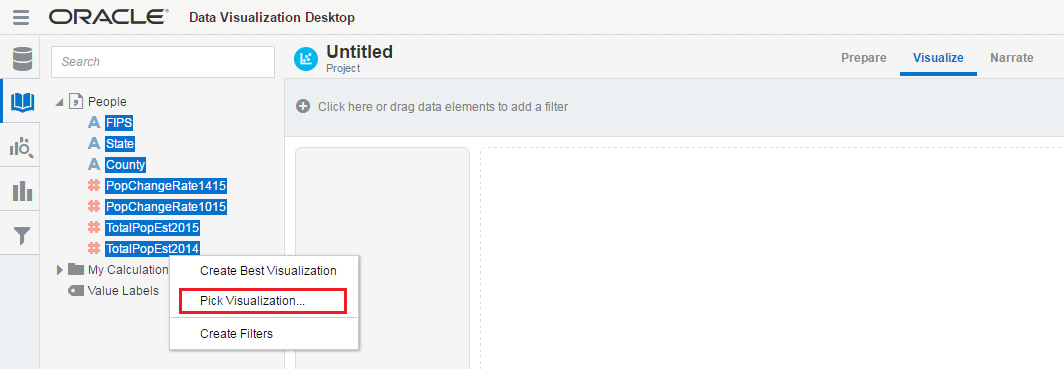 ORACLE® Data Visualization Desktop
Search
Untitled
Project
Prepare Visualize Narrate
Click here or drag data elements to add a filter
People
A FIPS
A State
A County
# PopChangeRate1415
# PopChangeRate1015
# TotalPopEst2015
# TotalPopEst2014
My Calculation
Value Labels
Create Best Visualization
Pick Visualization...
Create Filters